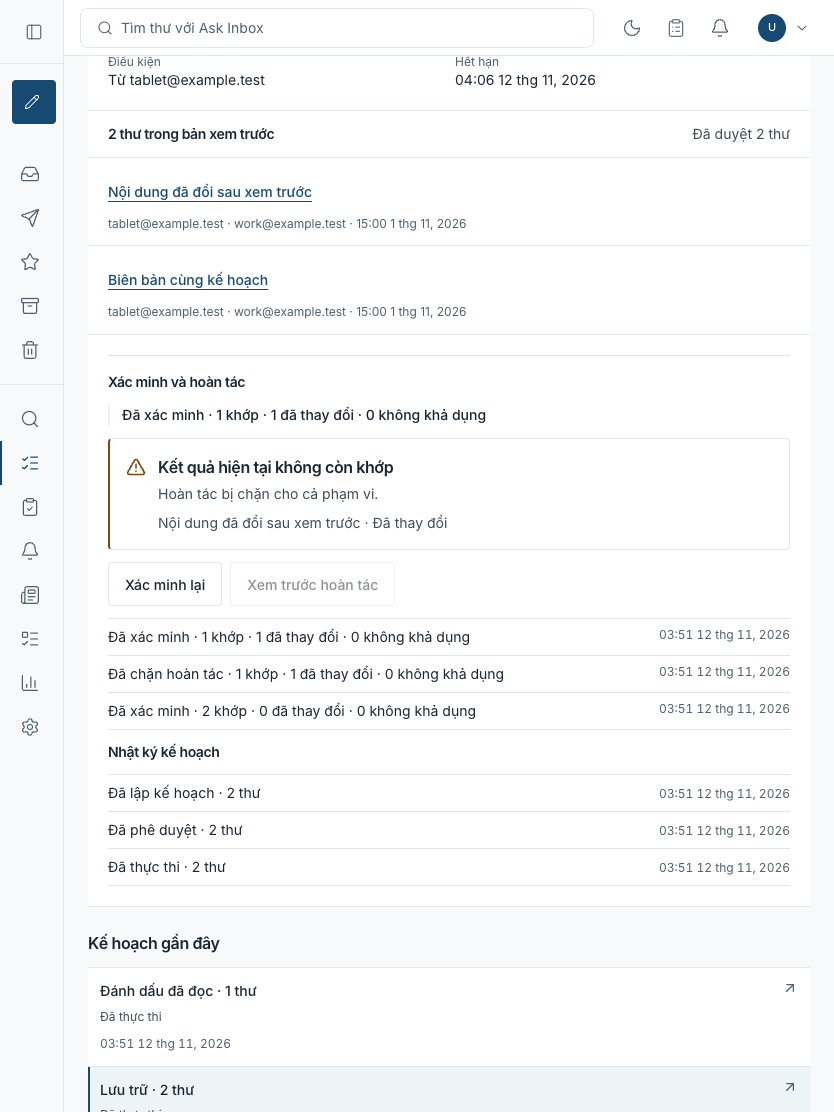 Tìm thư với Ask Inbox
U
Điều kiện
Hết hạn
Từ tablet@example.test
04:06 12 thg 11, 2026
2 thư trong bản xem trước
Đã duyệt 2 thư
Nội dung đã đổi sau xem trước
tablet@example.test · work@example.test · 15:00 1 thg 11, 2026
Biên bản cùng kế hoạch
tablet@example.test · work@example.test · 15:00 1 thg 11, 2026
Xác minh và hoàn tác
Đã xác minh · 1 khớp · 1 đã thay đổi · 0 không khả dụng
Kết quả hiện tại không còn khớp
Hoàn tác bị chặn cho cả phạm vi.
Nội dung đã đổi sau xem trước · Đã thay đổi
Xác minh lại
Xem trước hoàn tác
Đã xác minh · 1 khớp · 1 đã thay đổi · 0 không khả dụng
03:51 12 thg 11, 2026
Đã chặn hoàn tác · 1 khớp · 1 đã thay đổi · 0 không khả dụng
03:51 12 thg 11, 2026
Đã xác minh · 2 khớp · 0 đã thay đổi · 0 không khả dụng
03:51 12 thg 11, 2026
Nhật ký kế hoạch
Đã lập kế hoạch · 2 thư
03:51 12 thg 11, 2026
Đã phê duyệt · 2 thư
03:51 12 thg 11, 2026
Đã thực thi · 2 thư
03:51 12 thg 11, 2026
Kế hoạch gần đây
Đánh dấu đã đọc · 1 thư
Đã thực thi
03:51 12 thg 11, 2026
Lưu trữ · 2 thư